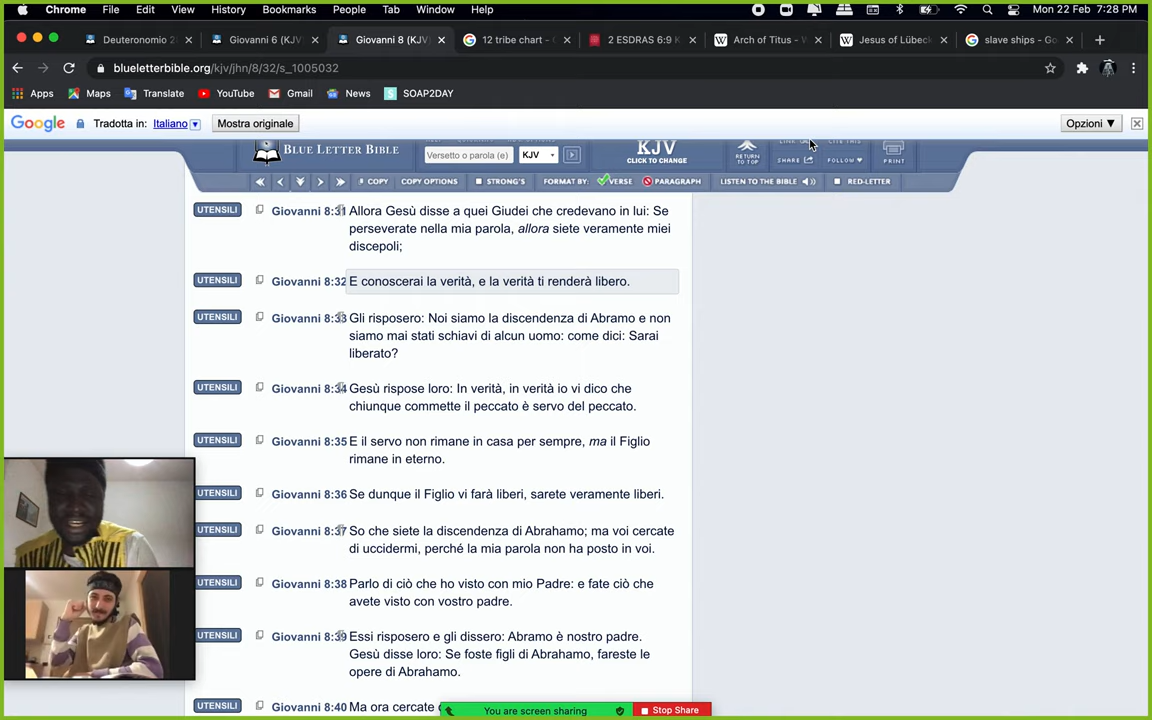 Chrome File Edit View History Bookmarks People Tab Window Help Mon 22 Feb 7:28 PM
Deuteronomio 2 Giovanni 8 (KJV) 12 tribe chart - G 2 ESDRAS 6:9 K Arch of Titus - W Jesus of Lübeck slave ships - Go
Giovanni 6 (KJV
blueletterbible.org/kjv/jhn/8/32/s_1005032
Apps Maps Translate YouTube Gmail News SOAP2DAY
Google Tradotta in: Italiano Mostra originale Opzioni
BLUE LETTER BIBLE Versetto o parola (e) KJV KJV CLICK TO CHANGE RETURN TO TOP SHARE FOLLOW PRINT
COPY COPY OPTIONS STRONG'S FORMAT BY: VERSE PARAGRAPH LISTEN TO THE BIBLE RED-LETTER
UTENSILI Giovanni 8:31 Allora Gesù disse a quei Giudei che credevano in lui: Se
perseverate nella mia parola, allora siete veramente miei
discepoli;
UTENSILI Giovanni 8:32 E conoscerai la verità, e la verità ti renderà libero.
UTENSILI Giovanni 8:33 Gli risposero: Noi siamo la discendenza di Abramo e non
siamo mai stati schiavi di alcun uomo: come dici: Sarai
liberato?
UTENSILI Giovanni 8:34 Gesù rispose loro: In verità, in verità io vi dico che
chiunque commette il peccato è servo del peccato.
UTENSILI Giovanni 8:35 E il servo non rimane in casa per sempre, ma il Figlio
rimane in eterno.
UTENSILI Giovanni 8:36 Se dunque il Figlio vi farà liberi, sarete veramente liberi.
UTENSILI Giovanni 8:37 So che siete la discendenza di Abrahamo; ma voi cercate
di uccidermi, perché la mia parola non ha posto in voi.
UTENSILI Giovanni 8:38 Parlo di ciò che ho visto con mio Padre: e fate ciò che
avete visto con vostro padre.
UTENSILI Giovanni 8:39 Essi risposero e gli dissero: Abramo è nostro padre.
Gesù disse loro: Se foste figli di Abrahamo, fareste le
opere di Abrahamo.
UTENSILI Giovanni 8:40 Ma ora cercate
You are screen sharing Stop Share